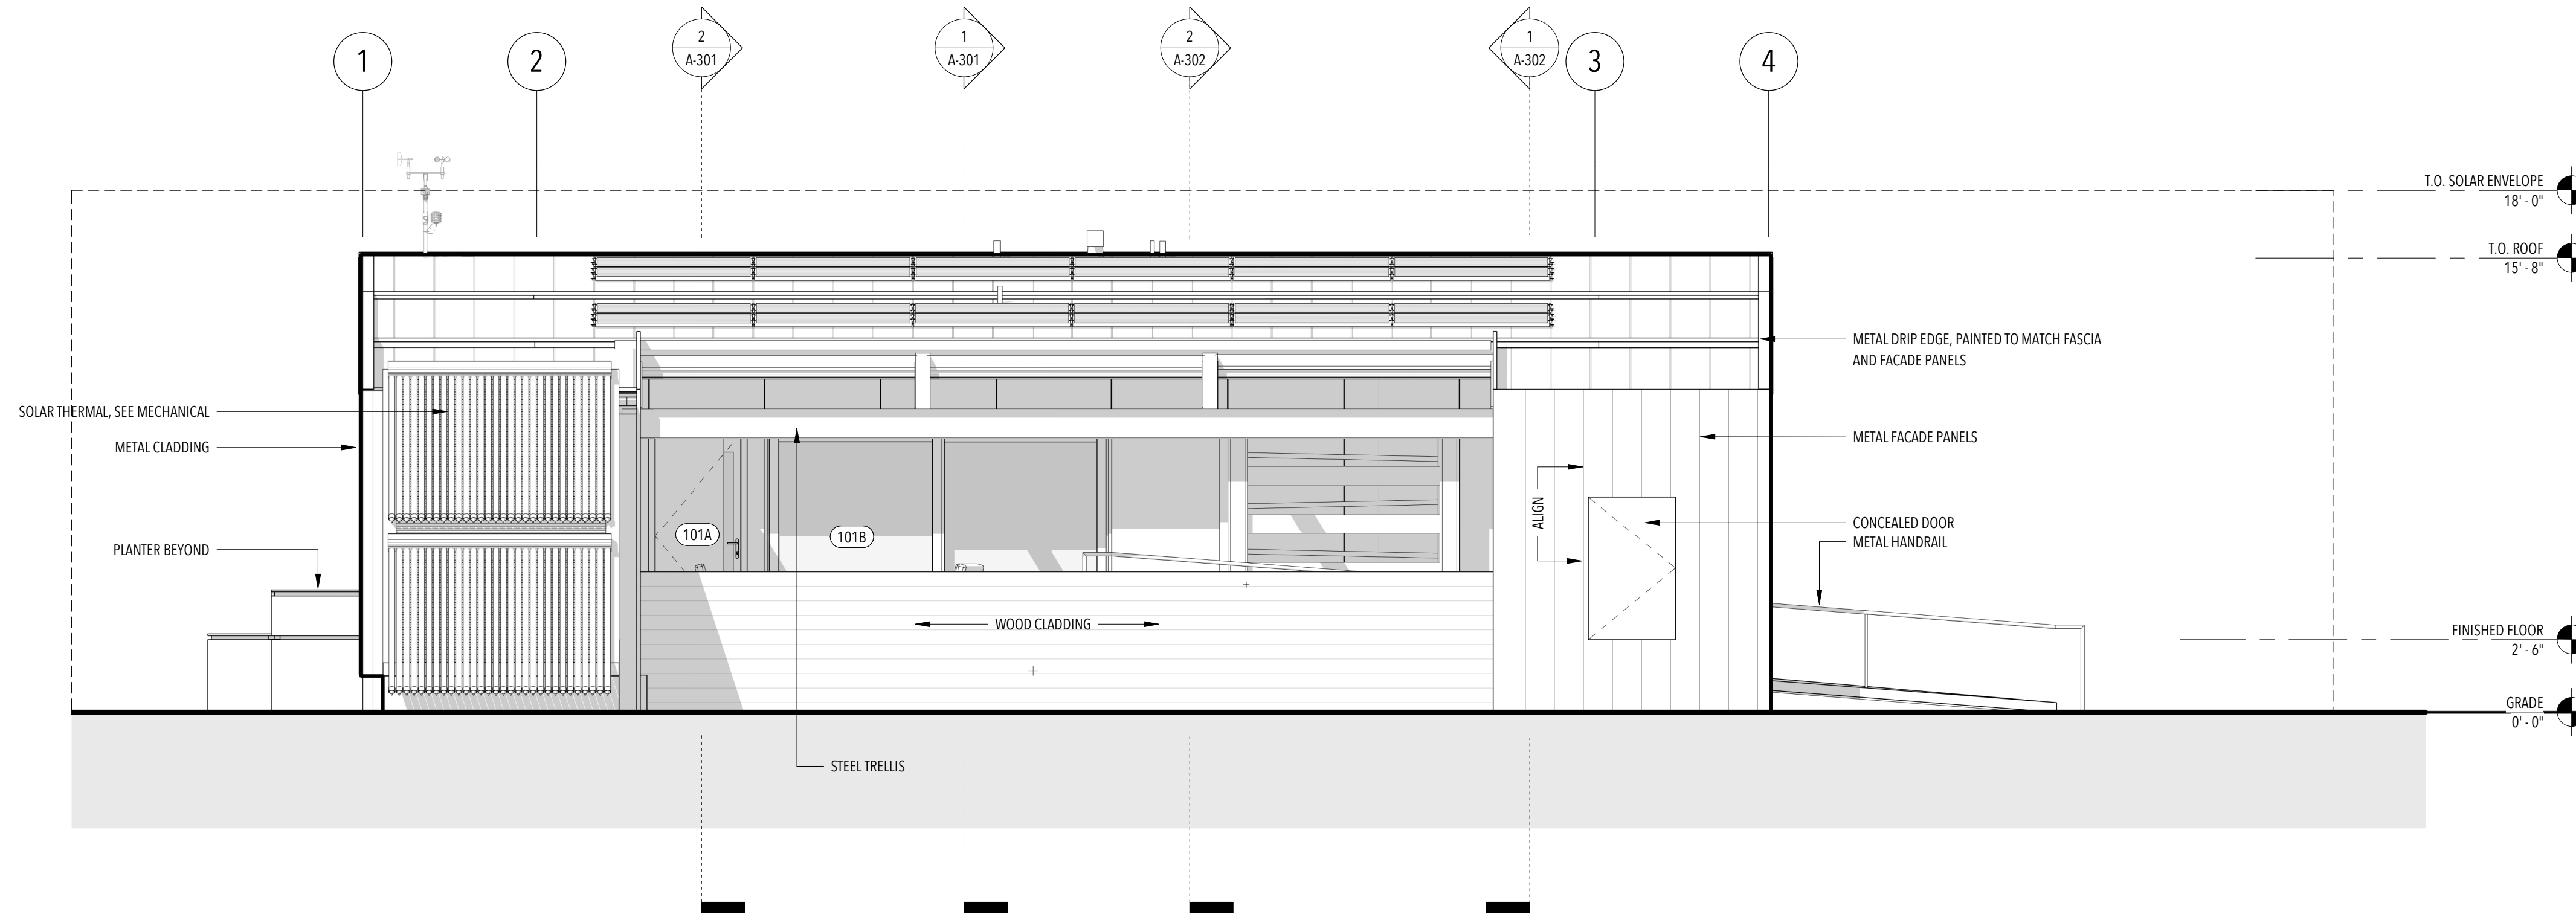 1
2
2
A-301
1
A-301
2
A-302
1
A-302
3
4
T.O. SOLAR ENVELOPE
18' - 0"
T.O. ROOF
15' - 8"
METAL DRIP EDGE, PAINTED TO MATCH FASCIA
AND FACADE PANELS
SOLAR THERMAL, SEE MECHANICAL
METAL CLADDING
METAL FACADE PANELS
ALIGN
101A
101B
CONCEALED DOOR
METAL HANDRAIL
PLANTER BEYOND
WOOD CLADDING
FINISHED FLOOR
2' - 6"
GRADE
0' - 0"
STEEL TRELLIS